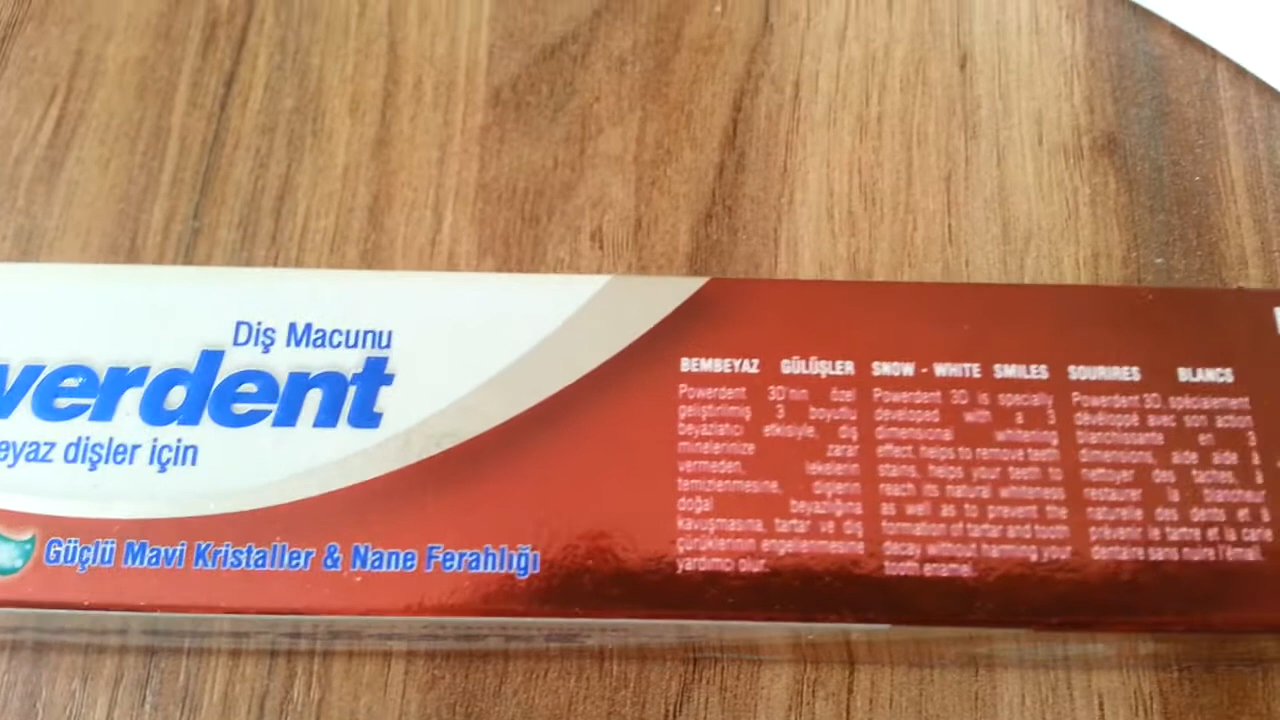 Diş Macunu
werdent
eyaz dişler için
Güçlü Mavi Kristaller & Nane Ferahlığı
BEMBEYAZ GÜLÜŞLER
Powerdent 3D'nin özel
geliştirilmiş 3 boyutlu
beyazlatıcı etkisiyle, diş
minelerinize zarar
vermeden, lekelerin
temizlenmesine, dişlerin
doğal beyazlığına
kavuşmasına, tartar ve diş
yardımcı olur.
SNOW - WHITE SMILES
Powerdent 3D is specially
developed with a 3
dimensional whitening
effect, helps to remove teeth
stains, helps your teeth to
reach its natural whiteness
as well as to prevent the
formation of tartar and tooth
decay without harming your
tooth enamel.
SOURIRES BLANCS
Powerdent 3D, spécialement
développé avec son action
blanchissante en 3
dimensions, aide aide à
nettoyer des taches, à
restaurer la blancheur
naturelle des dents et à
prévenir le tartre et la carie
dentaire sans nuire l'émail.